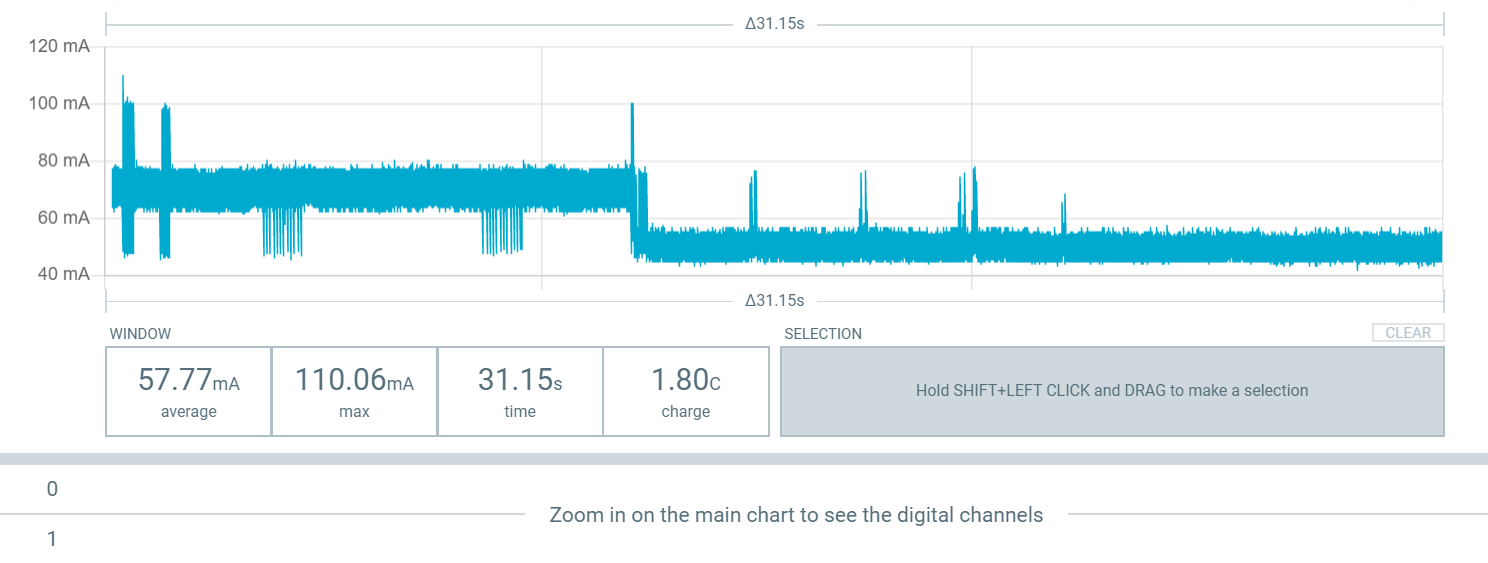 Δ31.15s
120 mA
100 mA
80 mA
60 mA
40 mA
Δ31.15s
WINDOW
SELECTION
CLEAR
57.77mA
average
110.06mA
max
31.15s
time
1.80C
charge
Hold SHIFT+LEFT CLICK and DRAG to make a selection
0
Zoom in on the main chart to see the digital channels
1